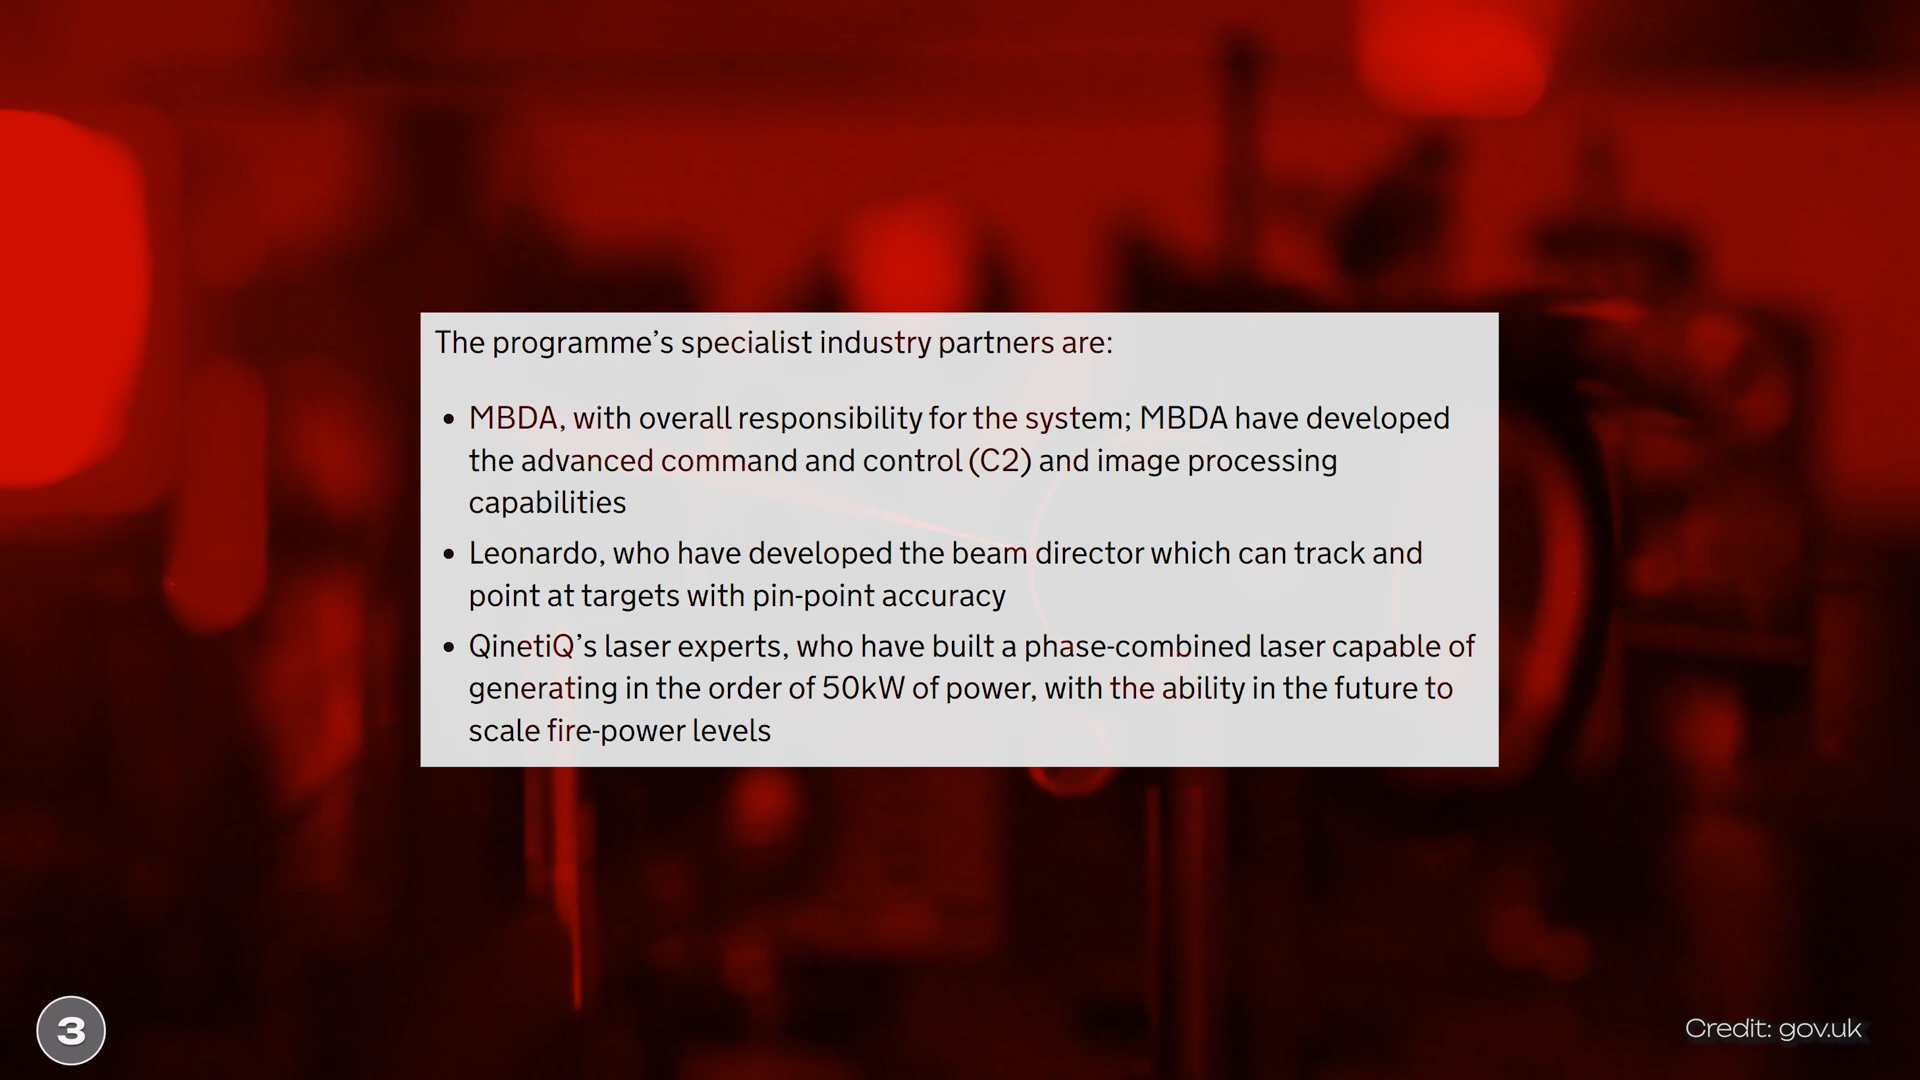 The programme’s specialist industry partners are:
• MBDA, with overall responsibility for the system; MBDA have developed
the advanced command and control (C2) and image processing
capabilities
• Leonardo, who have developed the beam director which can track and
point at targets with pin-point accuracy
• QinetiQ’s laser experts, who have built a phase-combined laser capable of
generating in the order of 50kW of power, with the ability in the future to
scale fire-power levels
3
Credit: gov.uk